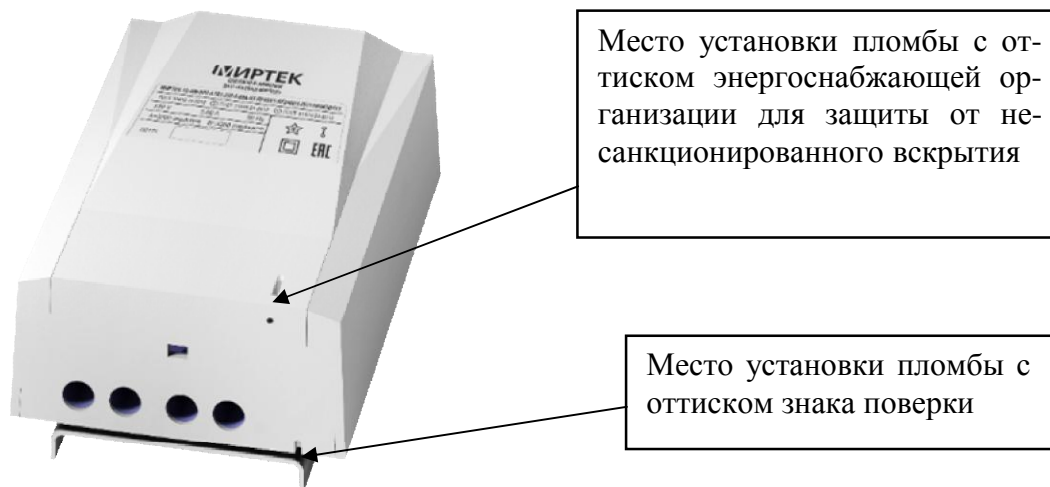 МИРТЕК
ЕАС
Место установки пломбы с от-
тиском энергоснабжающей ор-
ганизации для защиты от не-
санкционированного вскрытия
Место установки пломбы с
оттиском знака поверки